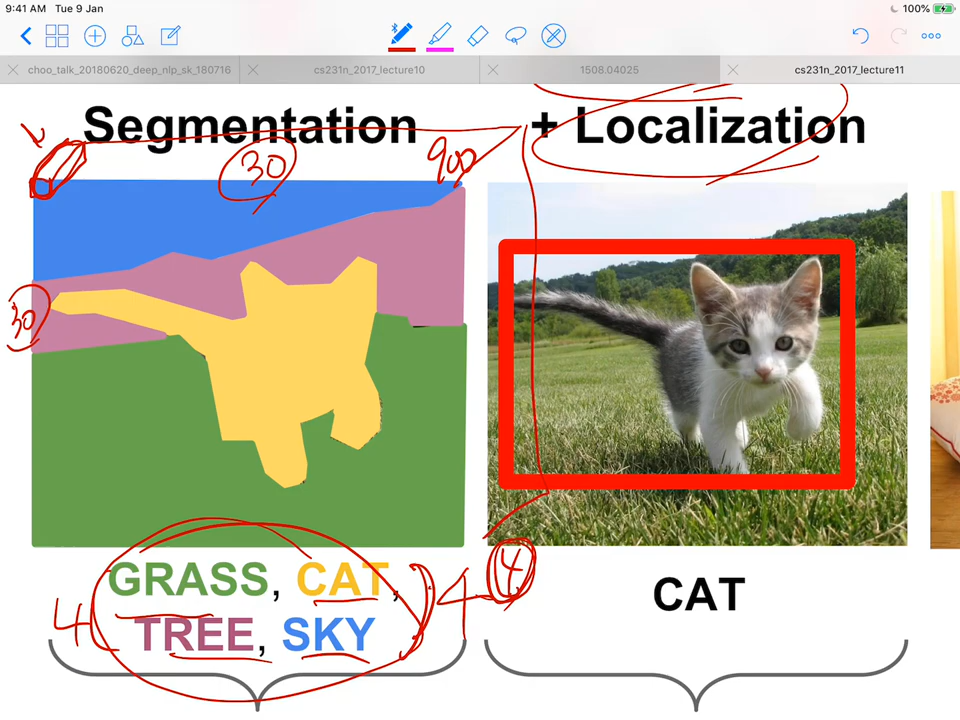 9:41 AM Tue 9 Jan
100%
choo_talk_20180620_deep_nlp_sk_180716
cs231n_2017_lecture10
1508.04025
cs231n_2017_lecture11
Segmentation
+ Localization
30
900
30
GRASS, CAT,
TREE, SKY
4
4
4
CAT